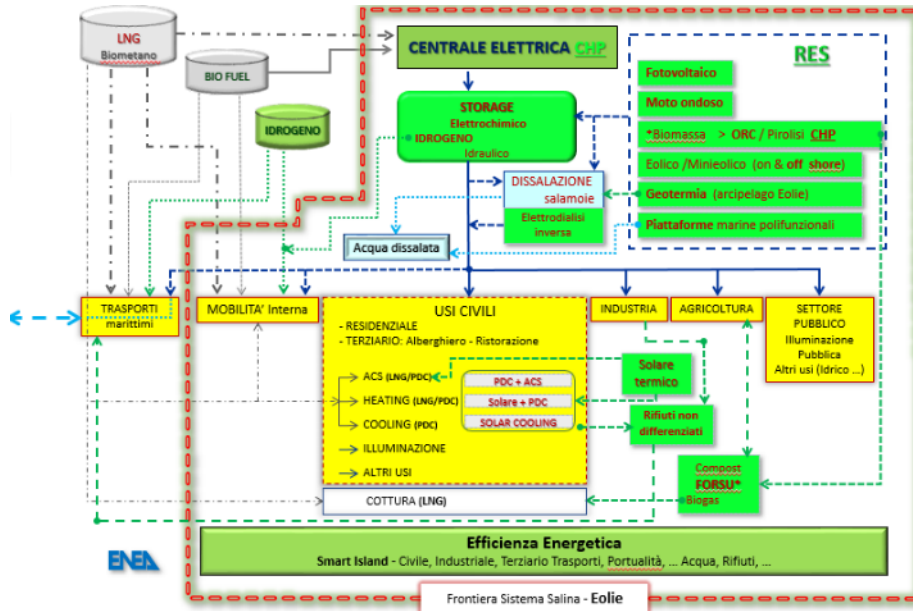 LNG
Biometano
BIO FUEL
IDROGENO
CENTRALE ELETTRICA CHP
STORAGE
Elettrochimico
IDROGENO
Idraulico
RES
Fotovoltaico
Moto ondoso
*Biomassa > ORC / Pirolisi CHP
Eolico /Minieolico (on & off shore)
Geotermia (arcipelago Eolie)
Piattaforme marine polifunzionali
DISSALAZIONE
salamoie
Elettrodialisi
inversa
Acqua dissalata
TRASPORTI
marittimi
MOBILITA' Interna
USI CIVILI
- RESIDENZIALE
- TERZIARIO: Alberghiero - Ristorazione
ACS (LNG/PDC)
HEATING (LNG/PDC)
COOLING (PDC)
ILLUMINAZIONE
ALTRI USI
PDC + ACS
Solare + PDC
SOLAR COOLING
COTTURA (LNG)
INDUSTRIA
AGRICOLTURA
SETTORE
PUBBLICO
Illuminazione
Pubblica
Altri usi (Idrico ...)
Solare
termico
Rifiuti non
differenziati
Compost
FORSU*
Biogas
ENEA
Efficienza Energetica
Smart Island - Civile, Industriale, Terziario Trasporti, Portualità, ... Acqua, Rifiuti, ...
Frontiera Sistema Salina - Eolie